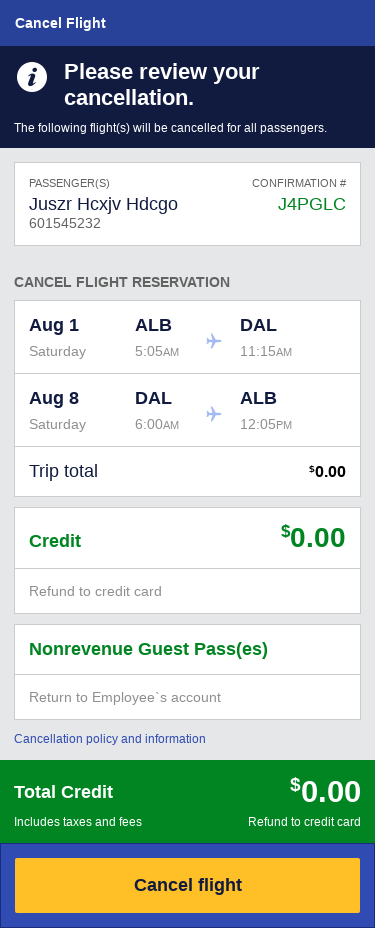 Cancel Flight
Please review your
cancellation.
The following flight(s) will be cancelled for all passengers.
PASSENGER(S) CONFIRMATION #
Juszr Hcxjv Hdcgo J4PGLC
601545232
CANCEL FLIGHT RESERVATION
Aug 1 ALB DAL
Saturday 5:05AM 11:15AM
Aug 8 DAL ALB
Saturday 6:00AM 12:05PM
Trip total $0.00
Credit $0.00
Refund to credit card
Nonrevenue Guest Pass(es)
Return to Employee`s account
Cancellation policy and information
Total Credit $0.00
Includes taxes and fees Refund to credit card
Cancel flight